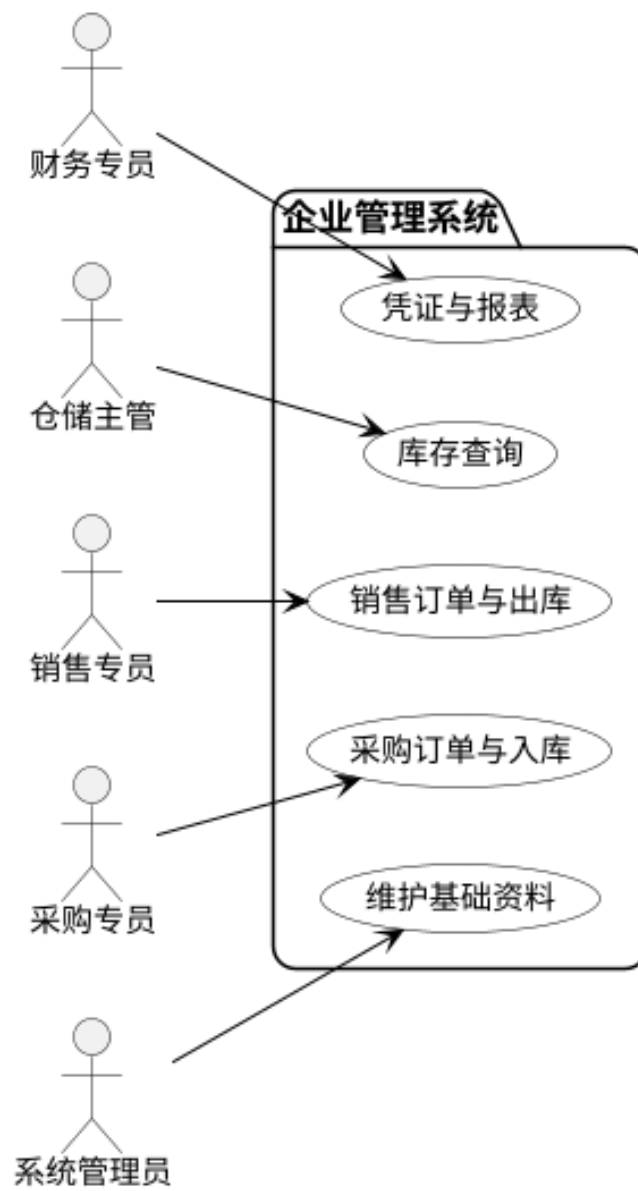 财务专员
企业管理系统
凭证与报表
仓储主管
库存查询
销售专员
销售订单与出库
采购专员
采购订单与入库
维护基础资料
系统管理员